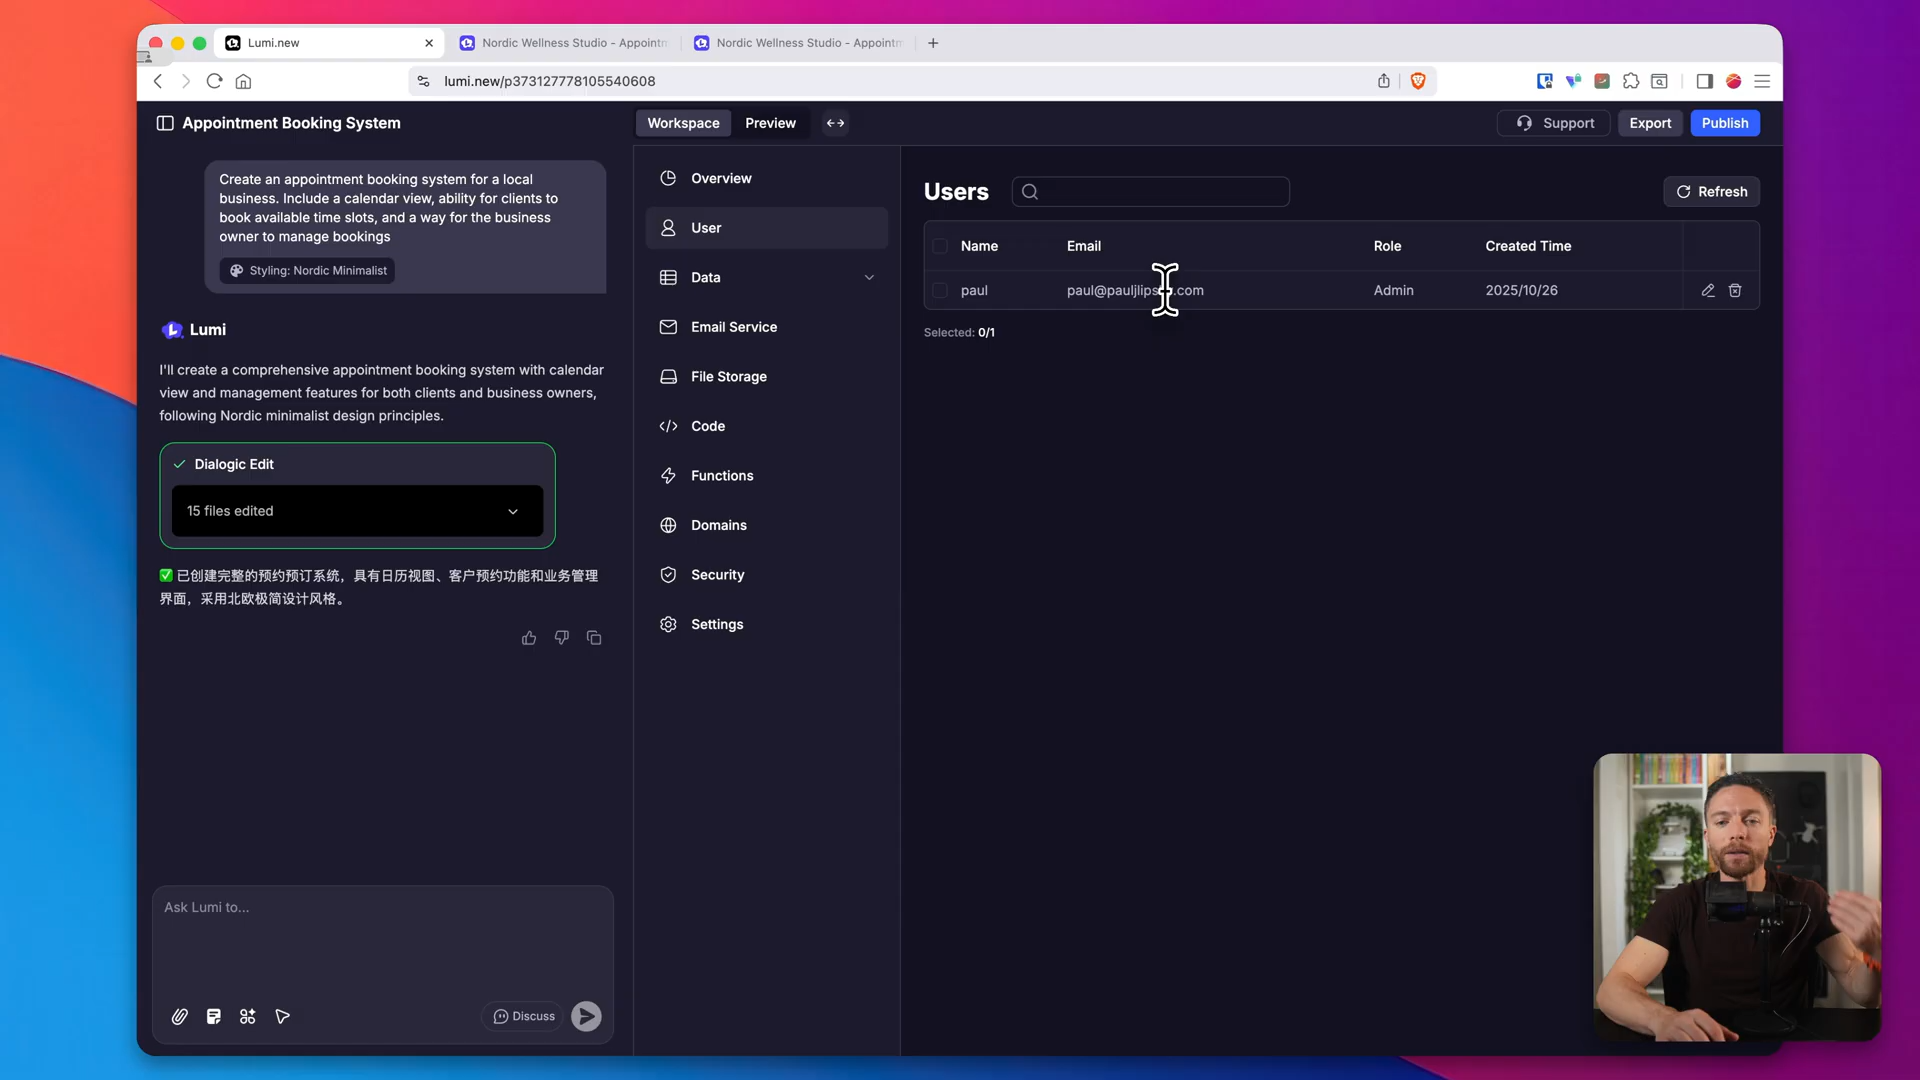 Lumi.new
Nordic Wellness Studio - Appointm
Nordic Wellness Studio - Appointm
lumi.new/p373127778105540608
Appointment Booking System
Workspace
Preview
Support
Export
Publish
Create an appointment booking system for a local
business. Include a calendar view, ability for clients to
book available time slots, and a way for the business
owner to manage bookings
Styling: Nordic Minimalist
Lumi
I'll create a comprehensive appointment booking system with calendar
view and management features for both clients and business owners,
following Nordic minimalist design principles.
Dialogic Edit
15 files edited
已创建完整的预约预订系统，具有日历视图、客户预约功能和业务管理
界面，采用北欧极简设计风格。
Ask Lumi to...
Discuss
Overview
User
Data
Email Service
File Storage
Code
Functions
Domains
Security
Settings
Users
Refresh
Name Email Role Created Time
paul Admin 2025/10/26
Selected: 0/1